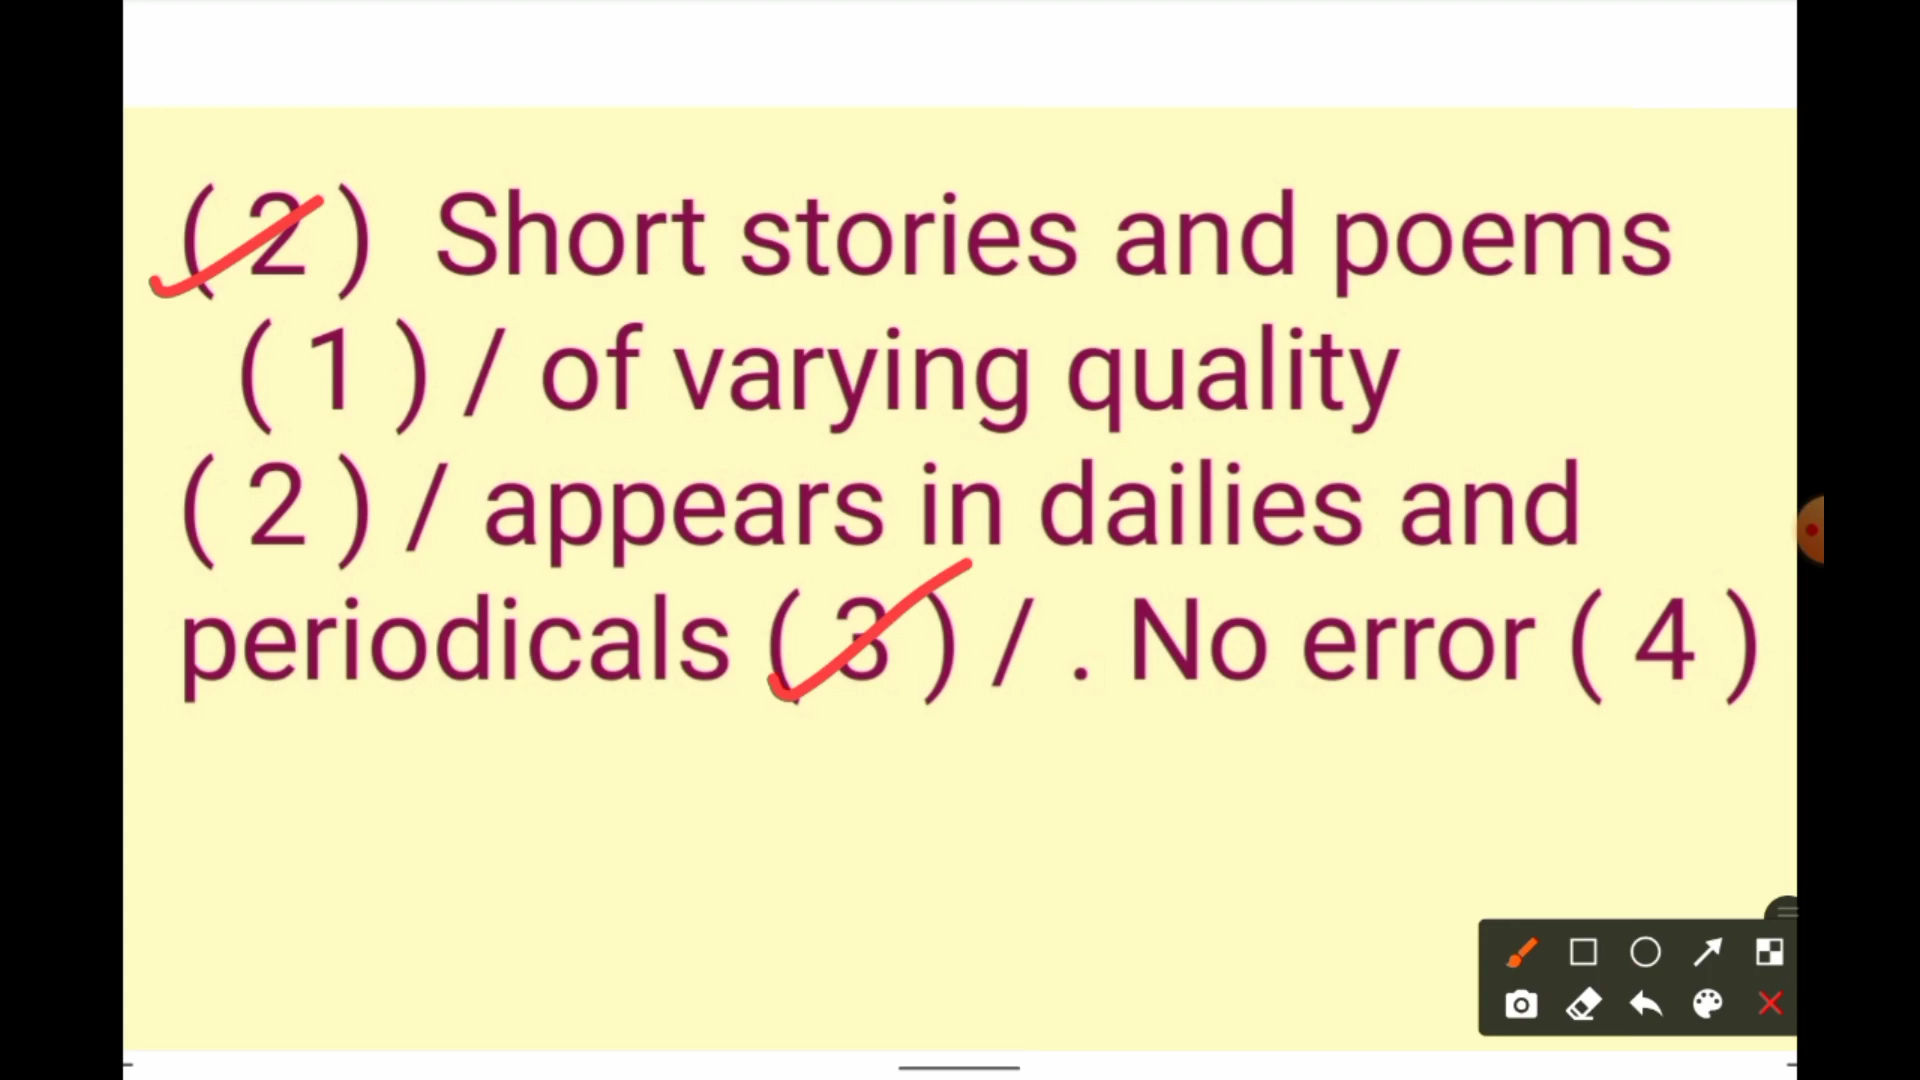 ( 2 ) Short stories and poems
( 1 ) / of varying quality
( 2 ) / appears in dailies and
periodicals ( 3 ) / . No error ( 4 )